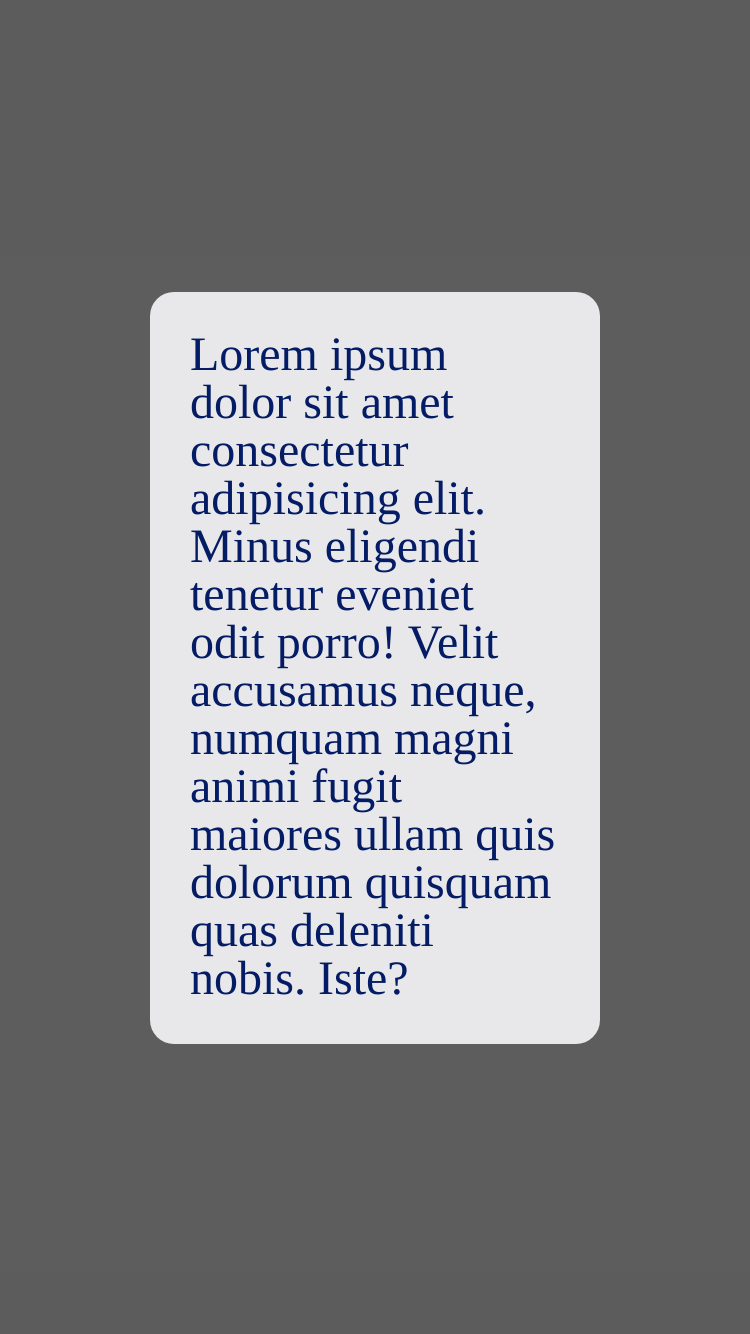 Lorem ipsum
dolor sit amet
consectetur
adipisicing elit.
Minus eligendi
tenetur eveniet
odit porro! Velit
accusamus neque,
numquam magni
animi fugit
maiores ullam quis
dolorum quisquam
quas deleniti
nobis. Iste?